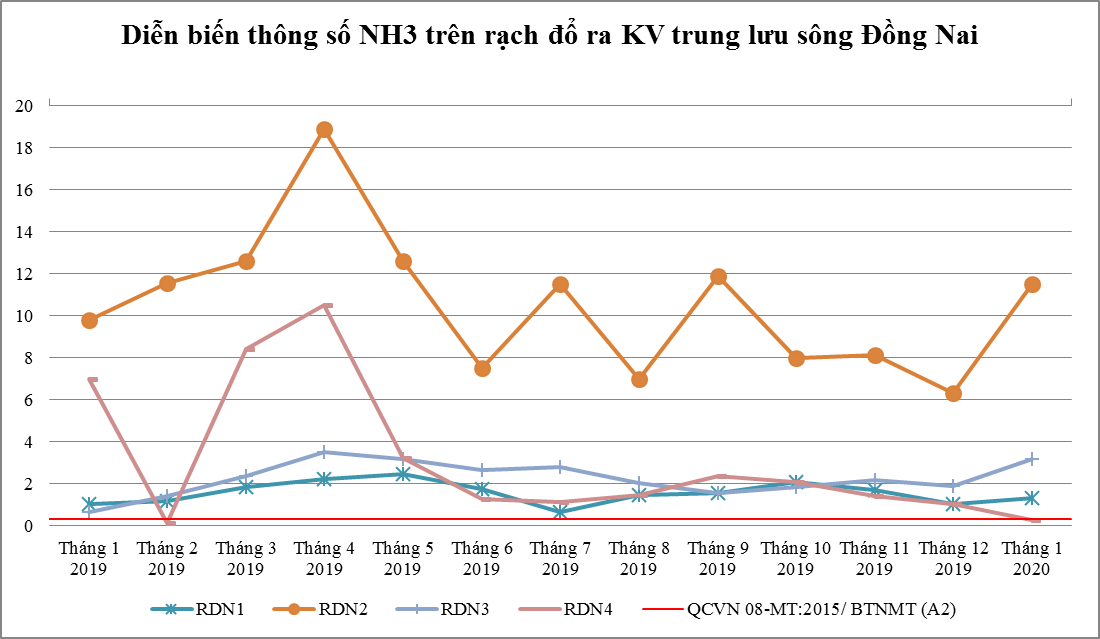 Diễn biến thông số NH3 trên rạch đổ ra KV trung lưu sông Đồng Nai
20
18
16
14
12
10
8
6
4
2
0
Tháng 1 Tháng 2 Tháng 3 Tháng 4 Tháng 5 Tháng 6 Tháng 7 Tháng 8 Tháng 9 Tháng 10 Tháng 11 Tháng 12 Tháng 1
2019 2019 2019 2019 2019 2019 2019 2019 2019 2019 2019 2019 2020
RDN1 RDN2 RDN3 RDN4 QCVN 08-MT:2015/ BTNMT (A2)